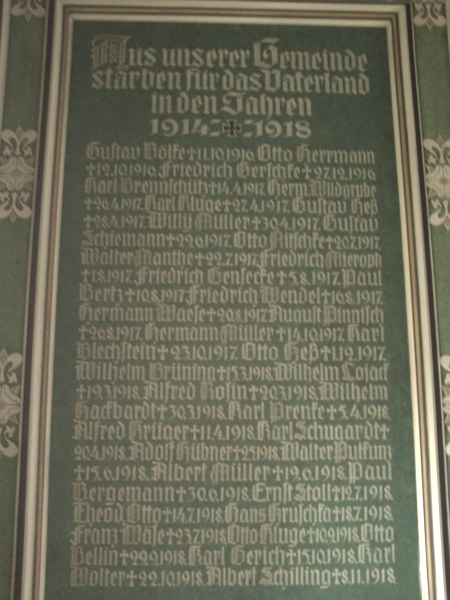 Aus unserer Gemeinde
starben für das Vaterland
in den Jahren
1914 ✠ 1918
Gustav Bölke † 11.10.1916. Otto Herrmann
† 12.10.1916. Friedrich Gerschke † 27.12.1916.
Karl Brennschütz † 14.4.1917. Herm. Wildgrube
† 26.4.1917. Karl Kluge † 27.4.1917. Gustav Heß
† 28.4.1917. Willy Müller † 30.4.1917. Gustav
Schiemann † 22.6.1917. Otto Nitschke † 20.7.1917.
Walter Manthe † 22.7.1917. Friedrich Mieroph
† 1.8.1917. Friedrich Gensecke † 5.8.1917. Paul
Bertz † 10.8.1917. Friedrich Wendel † 10.8.1917.
Hermann Waese † 20.8.1917. August Pinnisch
† 26.8.1917. Hermann Müller † 14.10.1917. Karl
Blechstein † 23.10.1917. Otto Heß † 1.12.1917.
Wilhelm Brüning † 15.3.1918. Wilhelm Lojack
† 19.3.1918. Alfred Rosin † 20.3.1918. Wilhelm
Hackbardt † 30.3.1918. Karl Prenke † 5.4.1918.
Alfred Krüger † 11.4.1918. Karl Schugardt †
20.4.1918. Adolf Hübner † 2.5.1918. Walter Putkunz
† 15.6.1918. Albert Müller † 19.6.1918. Paul
Bergemann † 30.6.1918. Ernst Stoll † 12.7.1918.
Theod. Otto † 14.7.1918. Hans Gruschka † 18.7.1918.
Franz Wäse † 23.7.1918. Otto Kluge † 10.9.1918. Otto
Bellin † 29.9.1918. Karl Gerich † 15.10.1918. Karl
Wolter † 22.10.1918. Albert Schilling † 8.11.1918.